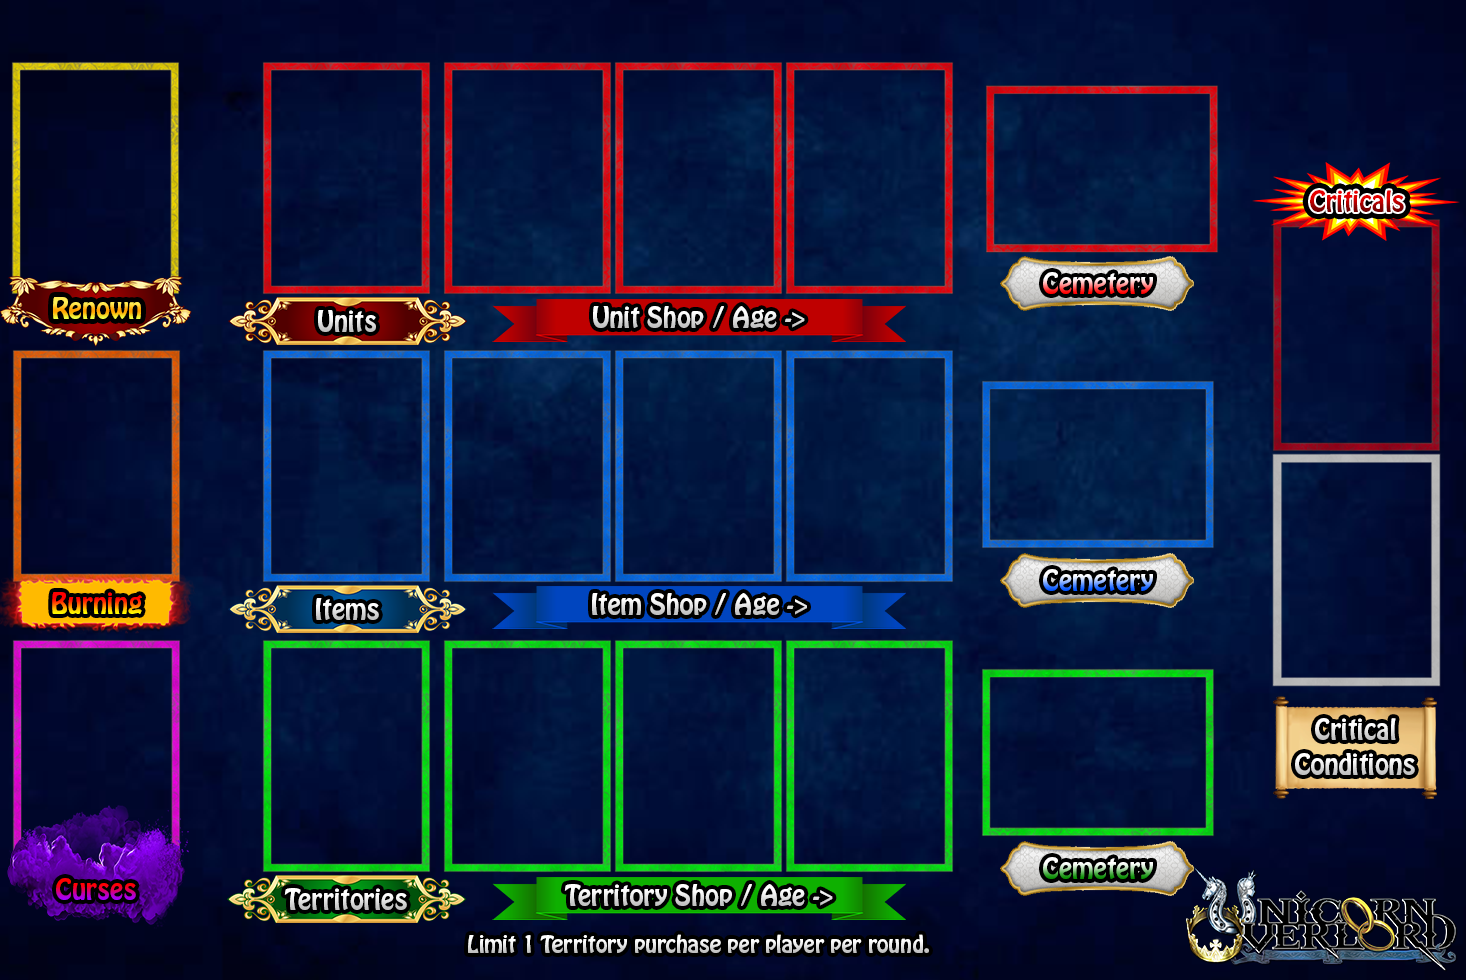 Criticals
Renown
Units
Unit Shop / Age ->
Cemetery
Burning
Items
Item Shop / Age ->
Cemetery
Critical
Conditions
Curses
Territories
Territory Shop / Age ->
Cemetery
Limit 1 Territory purchase per player per round.
UNICORN
OVERLORD